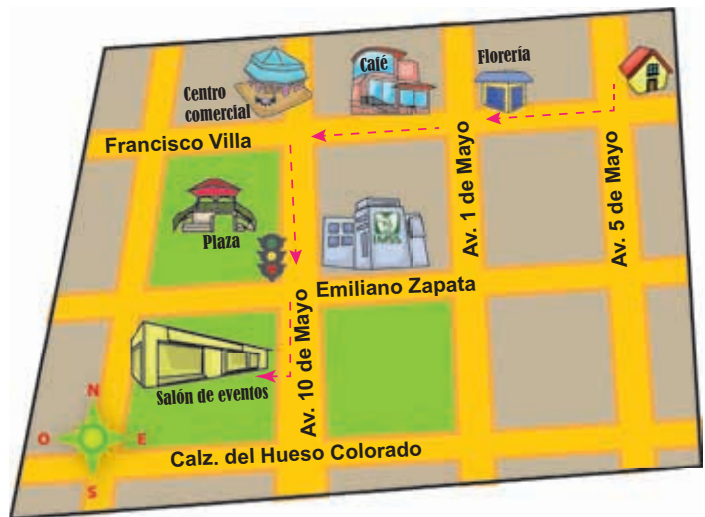 Florería
Café
Centro
comercial
Francisco Villa
Av. 1 de Mayo
Av. 5 de Mayo
Plaza
IMSS
Emiliano Zapata
Av. 10 de Mayo
Salón de eventos
N
O
E
S
Calz. del Hueso Colorado